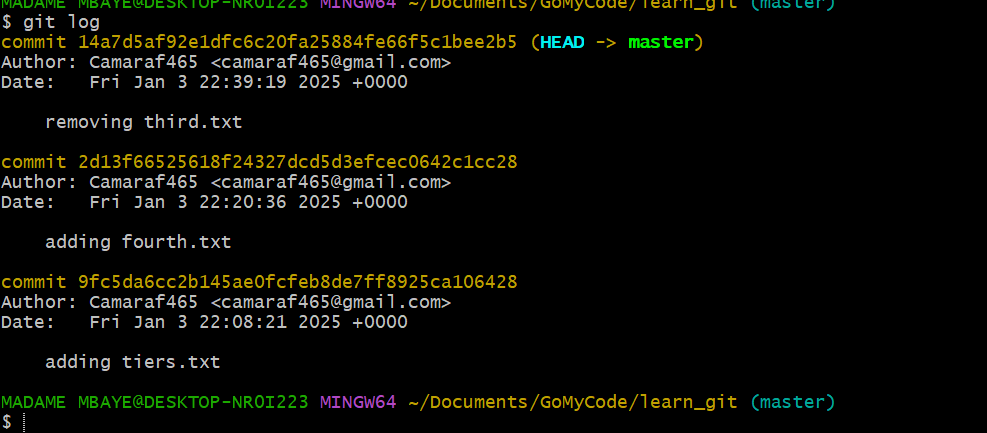 MADAME MBAYE@DESKTOP-NR0I223 MINGW64 ~/Documents/GoMyCode/learn_git (master)
$ git log
commit 14a7d5af92e1dfc6c20fa25884fe66f5c1bee2b5 (HEAD -> master)
Author: Camaraf465 <camaraf465@gmail.com>
Date:   Fri Jan 3 22:39:19 2025 +0000
    removing third.txt
commit 2d13f66525618f24327dcd5d3efcec0642c1cc28
Author: Camaraf465 <camaraf465@gmail.com>
Date:   Fri Jan 3 22:20:36 2025 +0000
    adding fourth.txt
commit 9fc5da6cc2b145ae0fcfeb8de7ff8925ca106428
Author: Camaraf465 <camaraf465@gmail.com>
Date:   Fri Jan 3 22:08:21 2025 +0000
    adding tiers.txt
MADAME MBAYE@DESKTOP-NR0I223 MINGW64 ~/Documents/GoMyCode/learn_git (master)
$